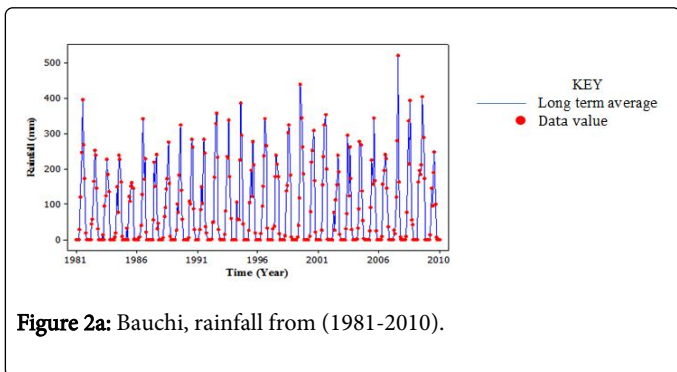 500
400
300
200
100
0
Rainfall (mm)
1981 1986 1991 1996 2001 2006 2010
Time (Year)
KEY
Long term average
Data value
Figure 2a: Bauchi, rainfall from (1981-2010).